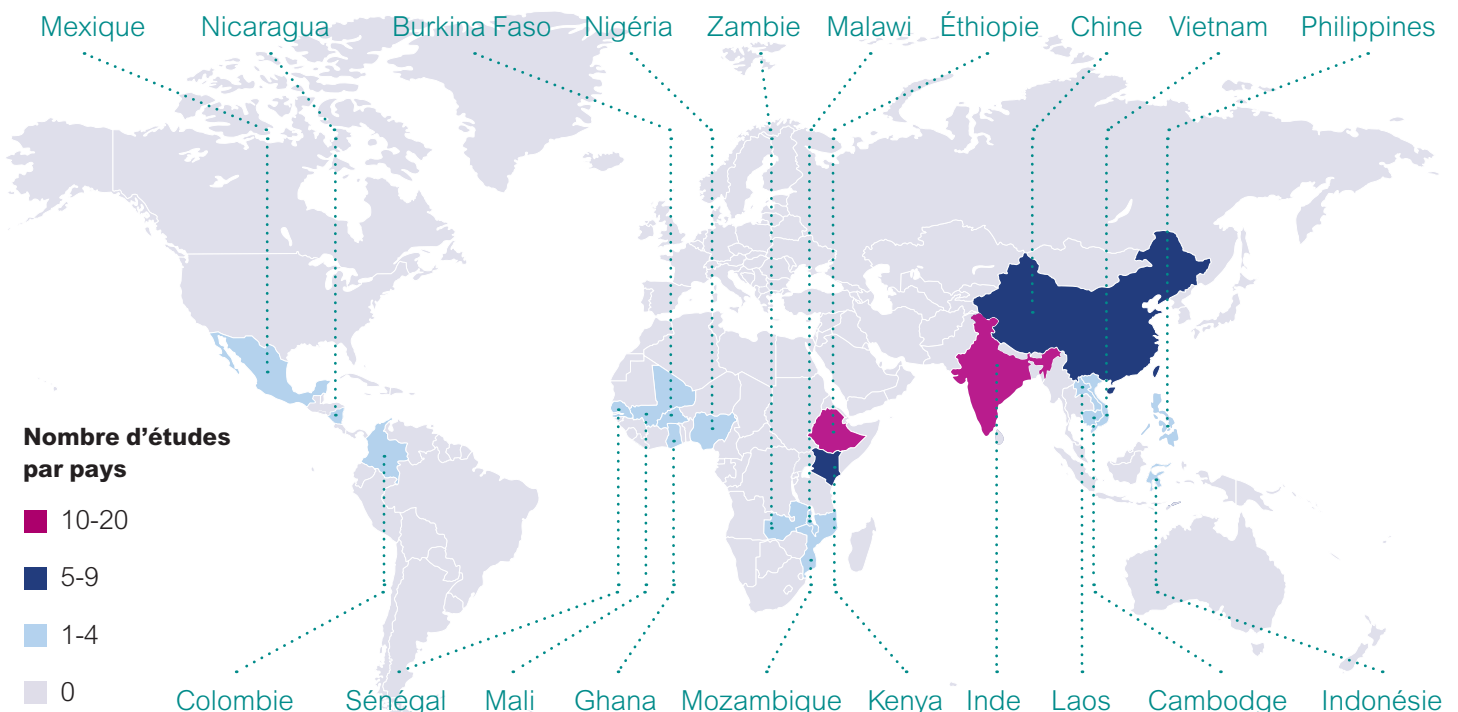 Mexique Nicaragua Burkina Faso Nigéria Zambie Malawi Éthiopie Chine Vietnam Philippines
Nombre d’études
par pays
10-20
5-9
1-4
0
Colombie Sénégal Mali Ghana Mozambique Kenya Inde Laos Cambodge Indonésie